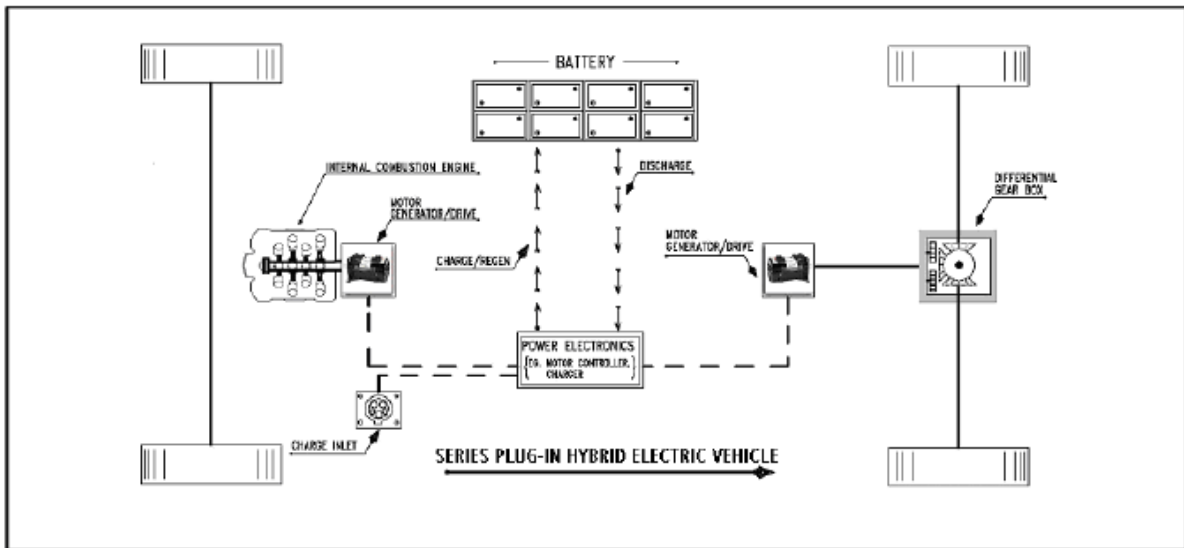 BATTERY
INTERNAL COMBUSTION ENGINE
DISCHARGE
DIFFERENTIAL
GEAR BOX
MOTOR
GENERATOR/DRIVE
MOTOR
GENERATOR/DRIVE
CHARGE/REGEN
POWER ELECTRONICS
EG. MOTOR CONTROLLER,
CHARGER
CHARGE INLET
SERIES PLUG-IN HYBRID ELECTRIC VEHICLE